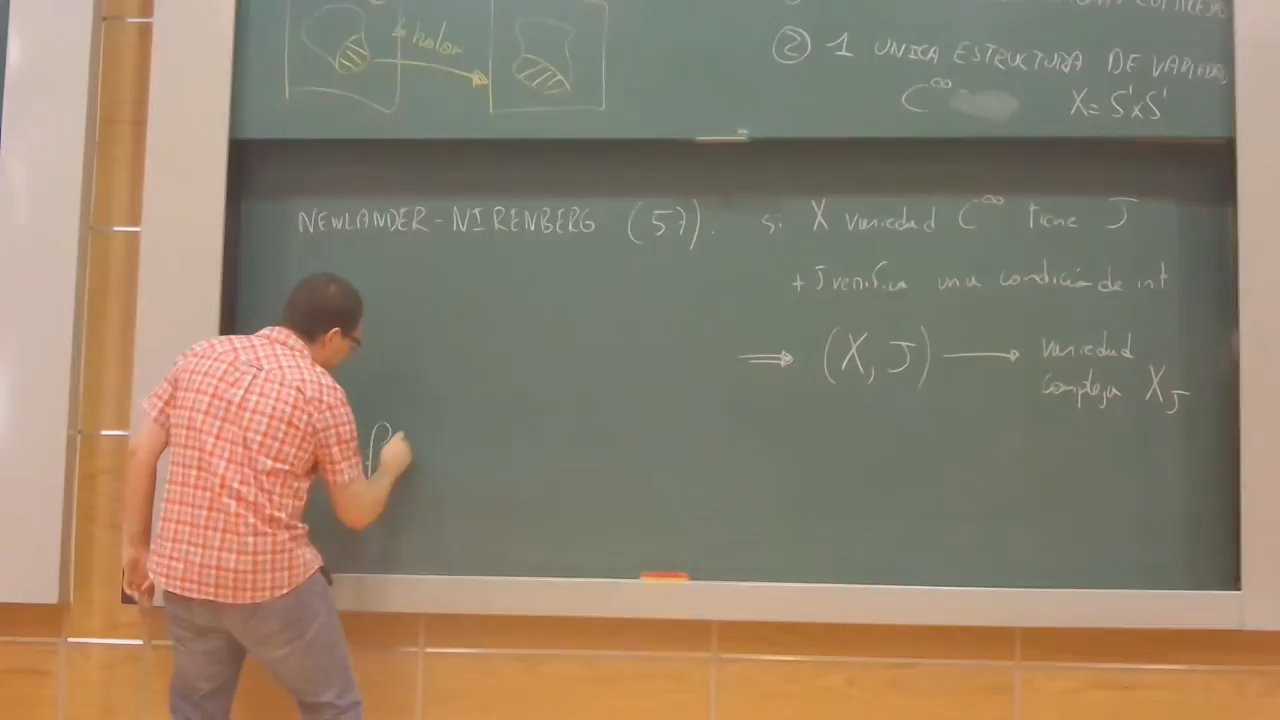 holom
② 1 UNICA ESTRUCTURA DE VARIEDAD
C^∞ X = S¹xS¹
NEWLANDER-NIRENBERG (57). si X variedad C^∞ tiene J
+ J verifica una condición de int
⟹ (X, J) ⟶ variedad
compleja X_J